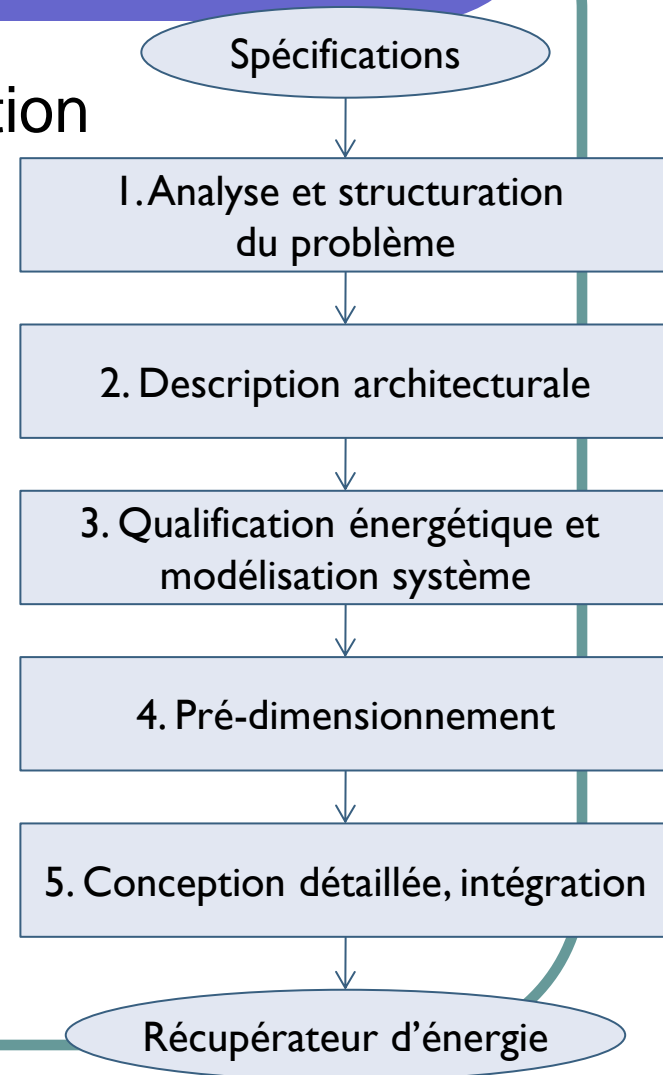 Spécifications
tion
1. Analyse et structuration
du problème
2. Description architecturale
3. Qualification énergétique et
modélisation système
4. Pré-dimensionnement
5. Conception détaillée, intégration
Récupérateur d’énergie